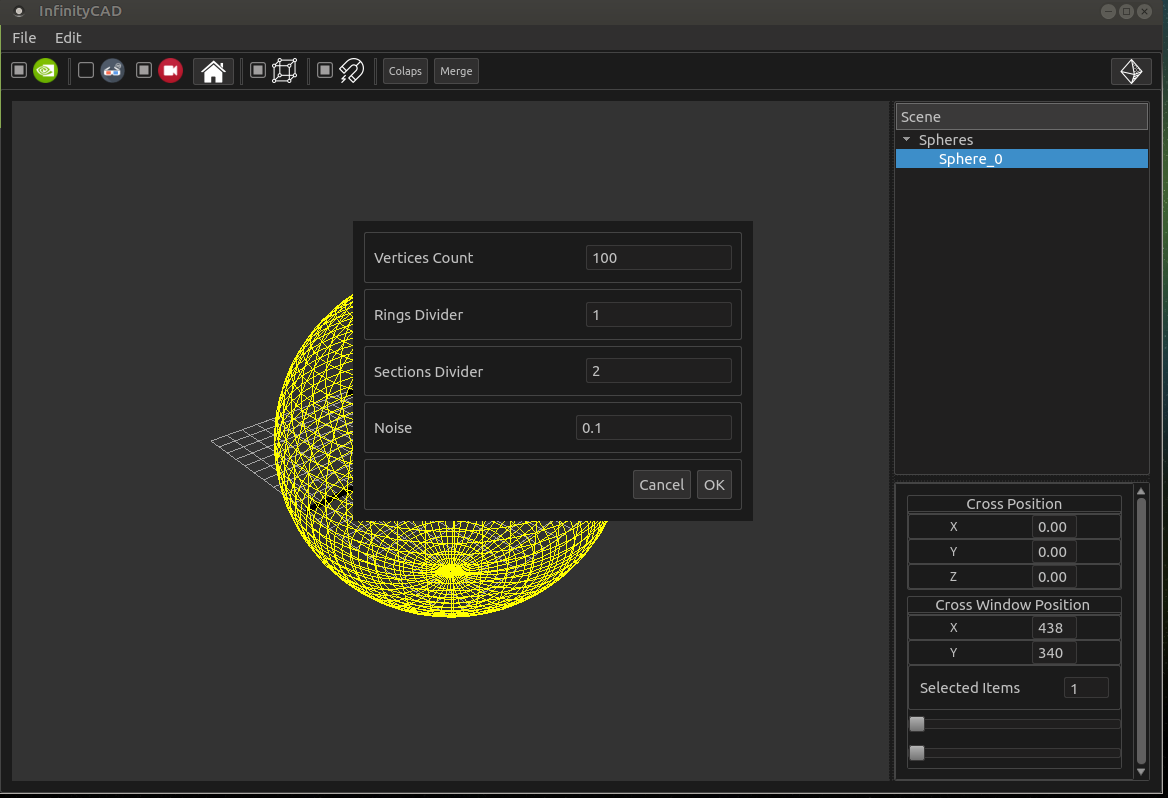 InfinityCAD
File Edit
Colaps Merge
Scene
Spheres
Sphere_0
Vertices Count 100
Rings Divider 1
Sections Divider 2
Noise 0.1
Cancel OK
Cross Position
X 0.00
Y 0.00
Z 0.00
Cross Window Position
X 438
Y 340
Selected Items 1